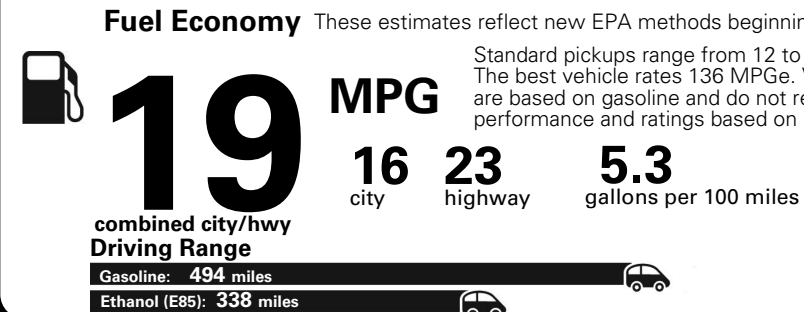 Fuel Economy These estimates reflect new EPA methods
Standard pickups range from 12 to
The best vehicle rates 136 MPGe.
are based on gasoline and do not
performance and ratings based on
19 MPG
16 city 23 highway 5.3 gallons per 100 miles
combined city/hwy
Driving Range
Gasoline: 494 miles
Ethanol (E85): 338 miles